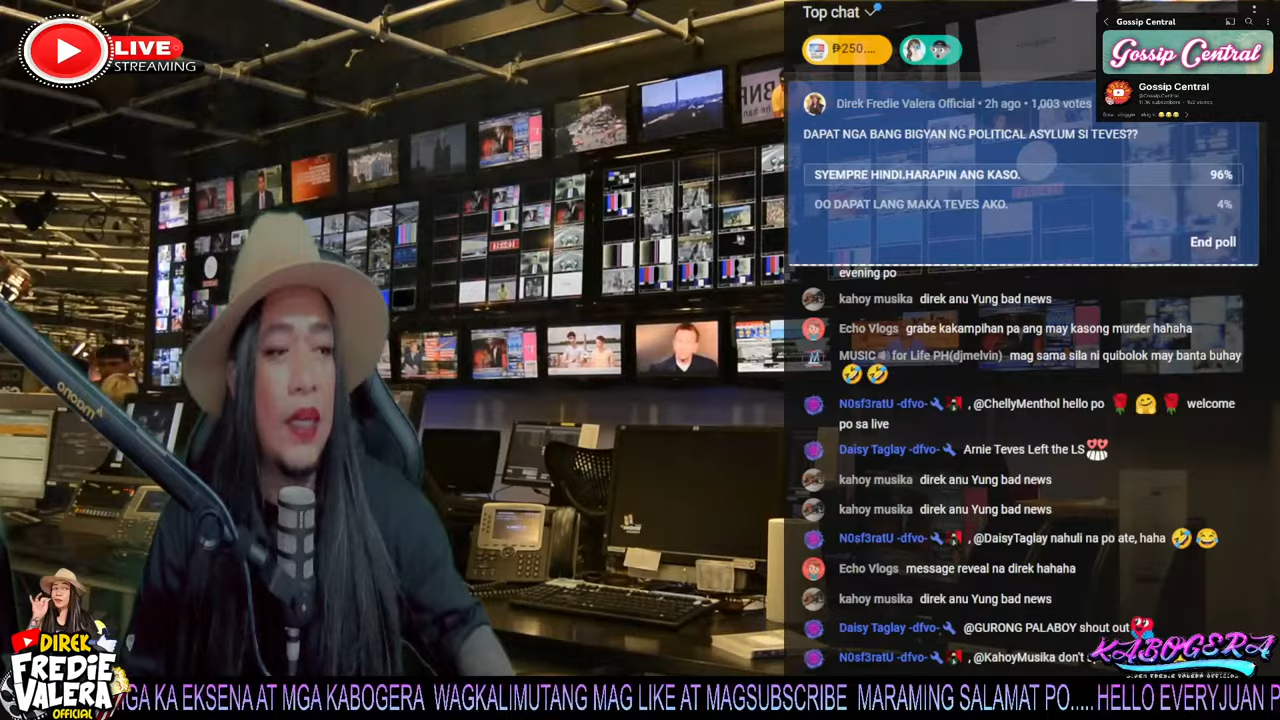 LIVE
STREAMING
Top chat
₱250....
Gossip Central
Gossip Central
Gossip Central
Direk Fredie Valera Official • 2h ago • 1,003 votes
DAPAT NGA BANG BIGYAN NG POLITICAL ASYLUM SI TEVES??
SYEMPRE HINDI.HARAPIN ANG KASO. 96%
OO DAPAT LANG MAKA TEVES AKO. 4%
End poll
evening po
kahoy musika direk anu Yung bad news
Echo Vlogs grabe kakampihan pa ang may kasong murder hahaha
MUSIC for Life PH(djmelvin) mag sama sila ni quibolok may banta buhay
🤣🤣
N0sf3ratU -dfvo- , @ChellyMenthol hello po 🌹 🤗 🌹 welcome
po sa live
Daisy Taglay -dfvo- Arnie Teves Left the LS
kahoy musika direk anu Yung bad news
kahoy musika direk anu Yung bad news
N0sf3ratU -dfvo- , @DaisyTaglay nahuli na po ate, haha 🤣 😂
Echo Vlogs message reveal na direk hahaha
kahoy musika direk anu Yung bad news
Daisy Taglay -dfvo- @GURONG PALABOY shout out
N0sf3ratU -dfvo- , @KahoyMusika don't
KABOGERA
maono
DIREK
FREDIE
VALERA
OFFICIAL
GA KA EKSENA AT MGA KABOGERA WAGKALIMUTANG MAG LIKE AT MAGSUBSCRIBE MARAMING SALAMAT PO..... HELLO EVERYJUAN P